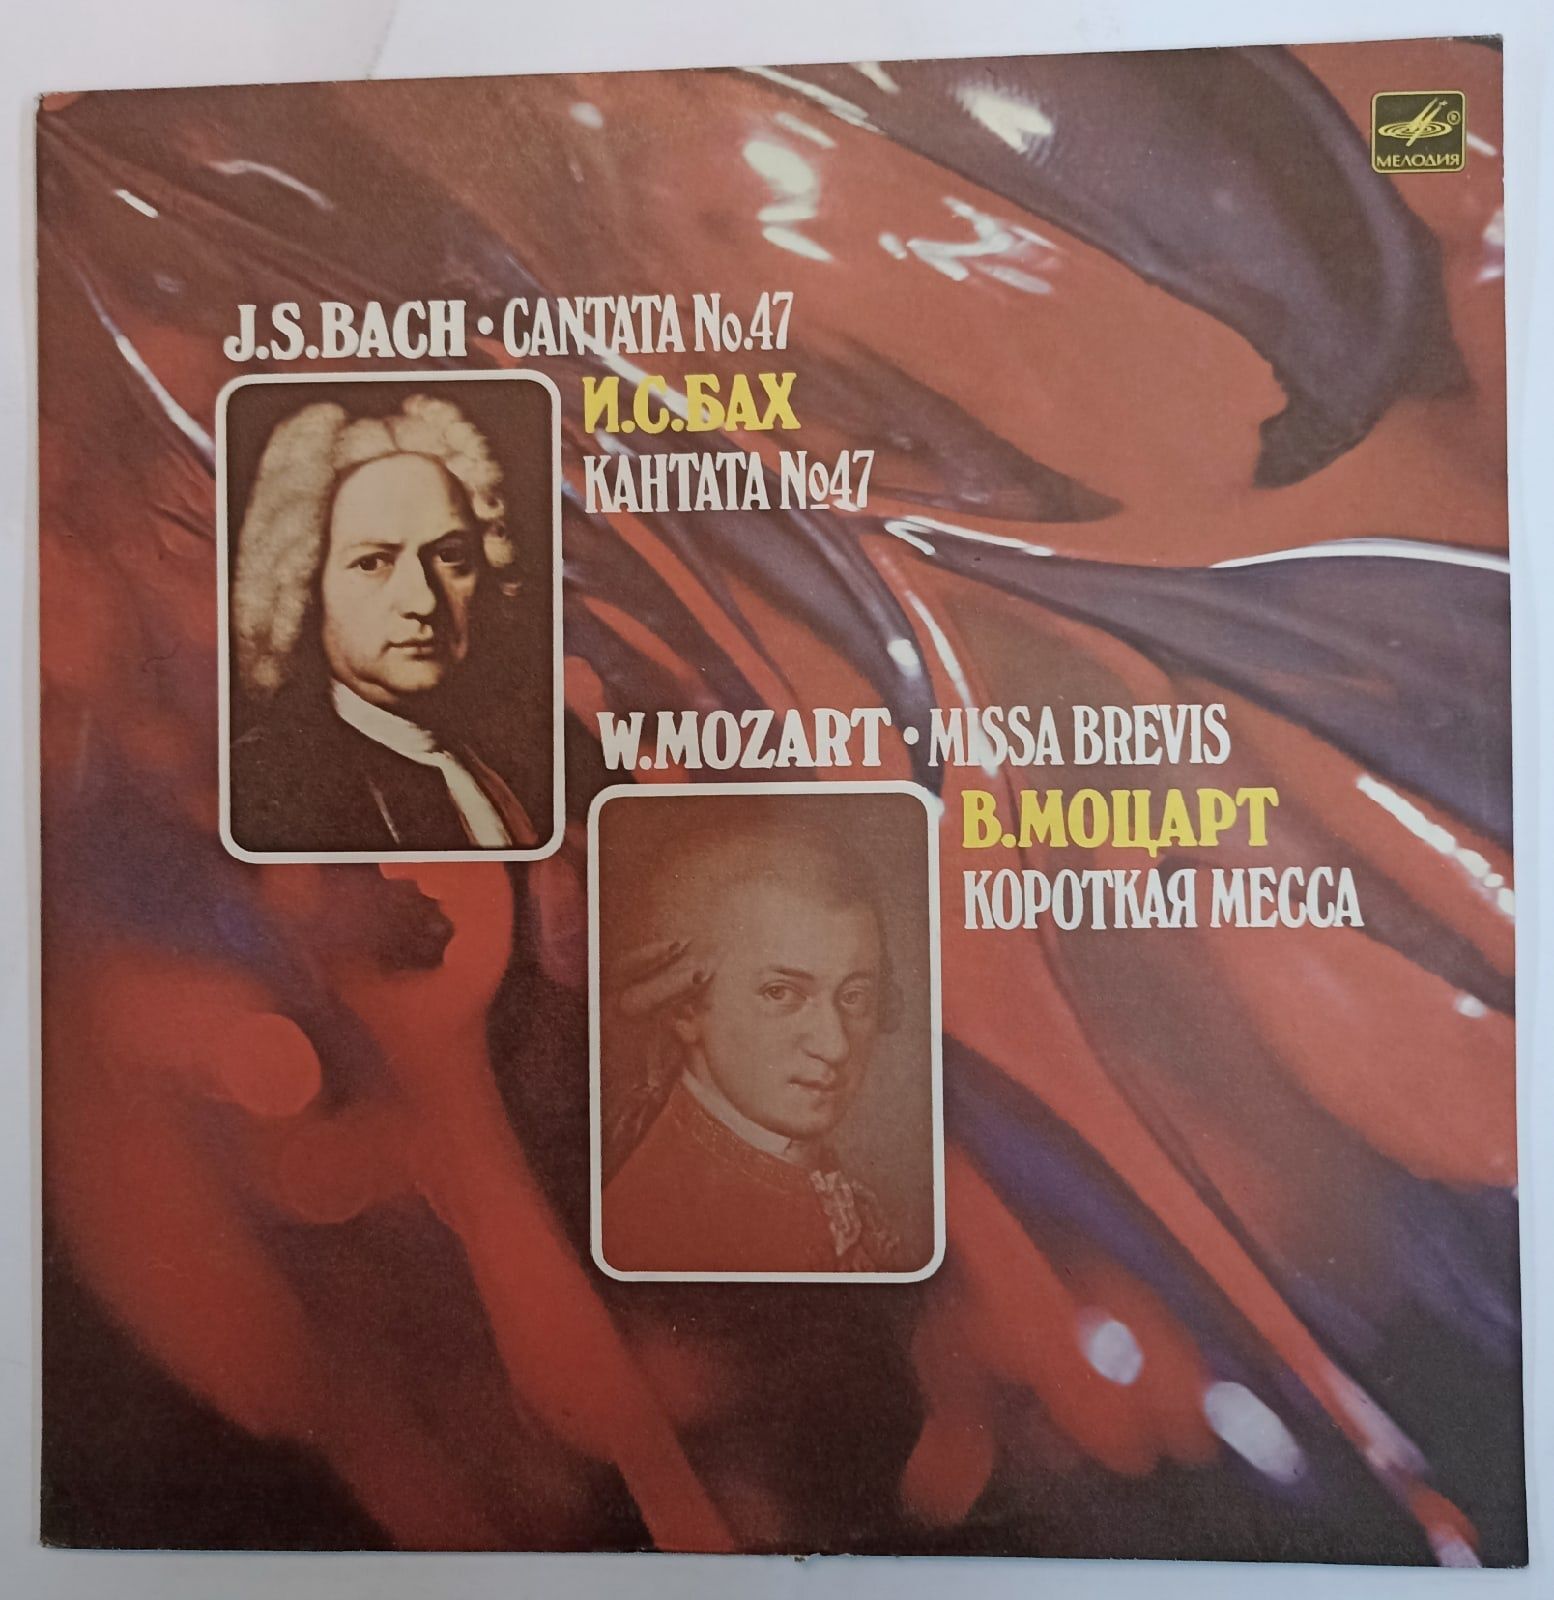 МЕЛОДИЯ ®
J.S.BACH • CANTATA No.47
И.С.БАХ
КАНТАТА №47
W.MOZART • MISSA BREVIS
В.МОЦАРТ
КОРОТКАЯ МЕССА